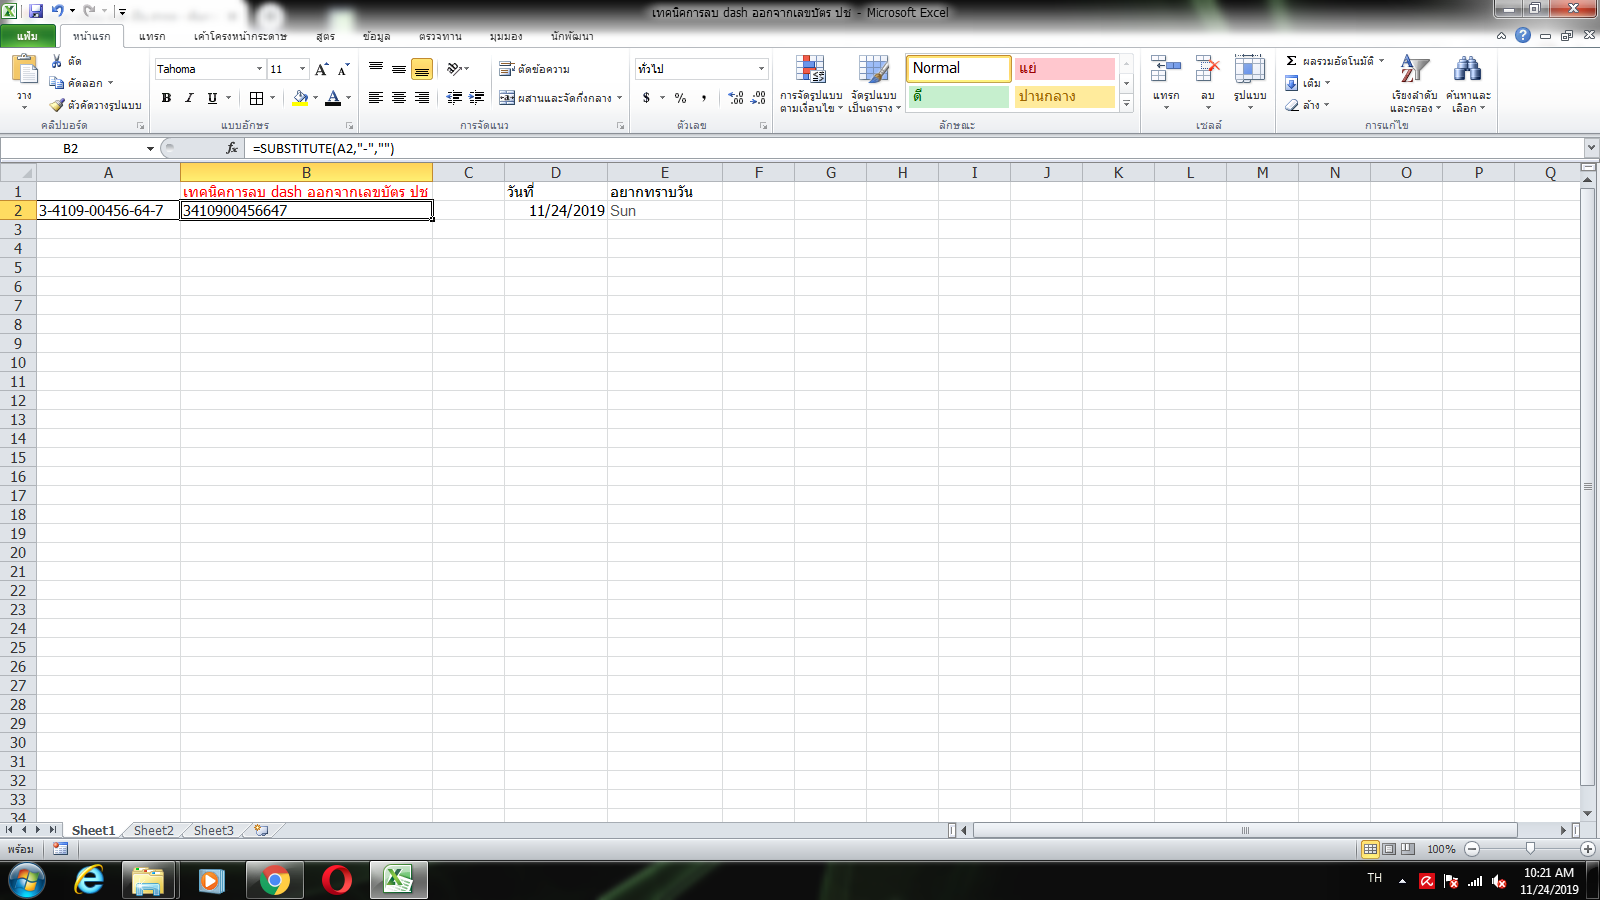 เทคนิคการลบ dash ออกจากเลขบัตร ปช - Microsoft Excel
แฟ้ม หน้าแรก แทรก เค้าโครงหน้ากระดาษ สูตร ข้อมูล ตรวจทาน มุมมอง นักพัฒนา
วาง
ตัด
คัดลอก
ตัวคัดวางรูปแบบ
คลิปบอร์ด
Tahoma 11
B I U
แบบอักษร
ตัดข้อความ
ผสานและจัดกึ่งกลาง
การจัดแนว
ทั่วไป
$ % ,
ตัวเลข
การจัดรูปแบบ
ตามเงื่อนไข
จัดรูปแบบ
เป็นตาราง
Normal แย่
ดี ปานกลาง
ลักษณะ
แทรก ลบ รูปแบบ
เซลล์
Σ ผลรวมอัตโนมัติ
เติม
ล้าง
เรียงลำดับ
และกรอง
ค้นหาและ
เลือก
การแก้ไข
B2 fx =SUBSTITUTE(A2,"-","")
A B C D E F G H I J K L M N O P Q
1 เทคนิคการลบ dash ออกจากเลขบัตร ปช วันที่ อยากทราบวัน
2 3-4109-00456-64-7 3410900456647 11/24/2019 Sun
3
4
5
6
7
8
9
10
11
12
13
14
15
16
17
18
19
20
21
22
23
24
25
26
27
28
29
30
31
32
33
34
Sheet1 Sheet2 Sheet3
พร้อม 100%
TH 10:21 AM
11/24/2019